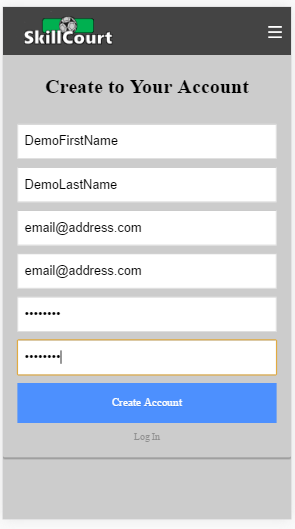 SkillCourt
Create to Your Account
DemoFirstName
DemoLastName
email@address.com
email@address.com
••••••••
••••••••
Create Account
Log In